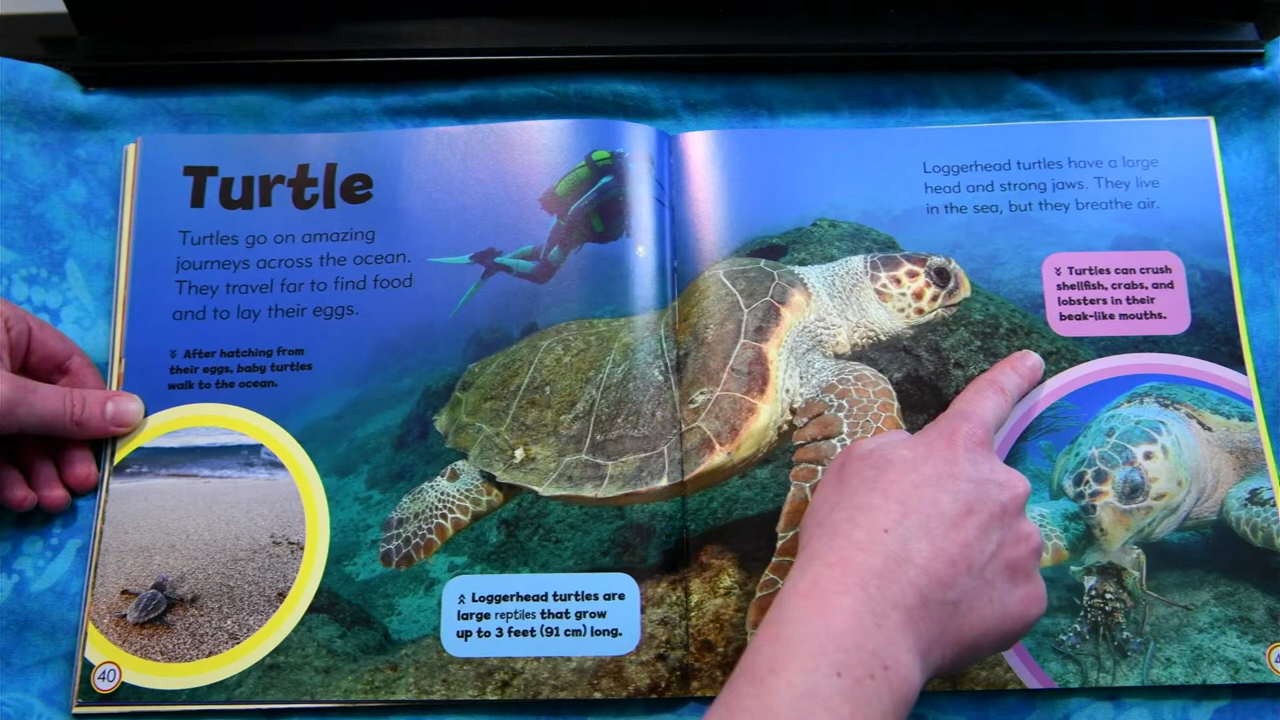 Turtle
Turtles go on amazing
journeys across the ocean.
They travel far to find food
and to lay their eggs.
After hatching from
their eggs, baby turtles
walk to the ocean.
40
Loggerhead turtles are
large reptiles that grow
up to 3 feet (91 cm) long.
Loggerhead turtles have a large
head and strong jaws. They live
in the sea, but they breathe air.
Turtles can crush
shellfish, crabs, and
lobsters in their
beak-like mouths.